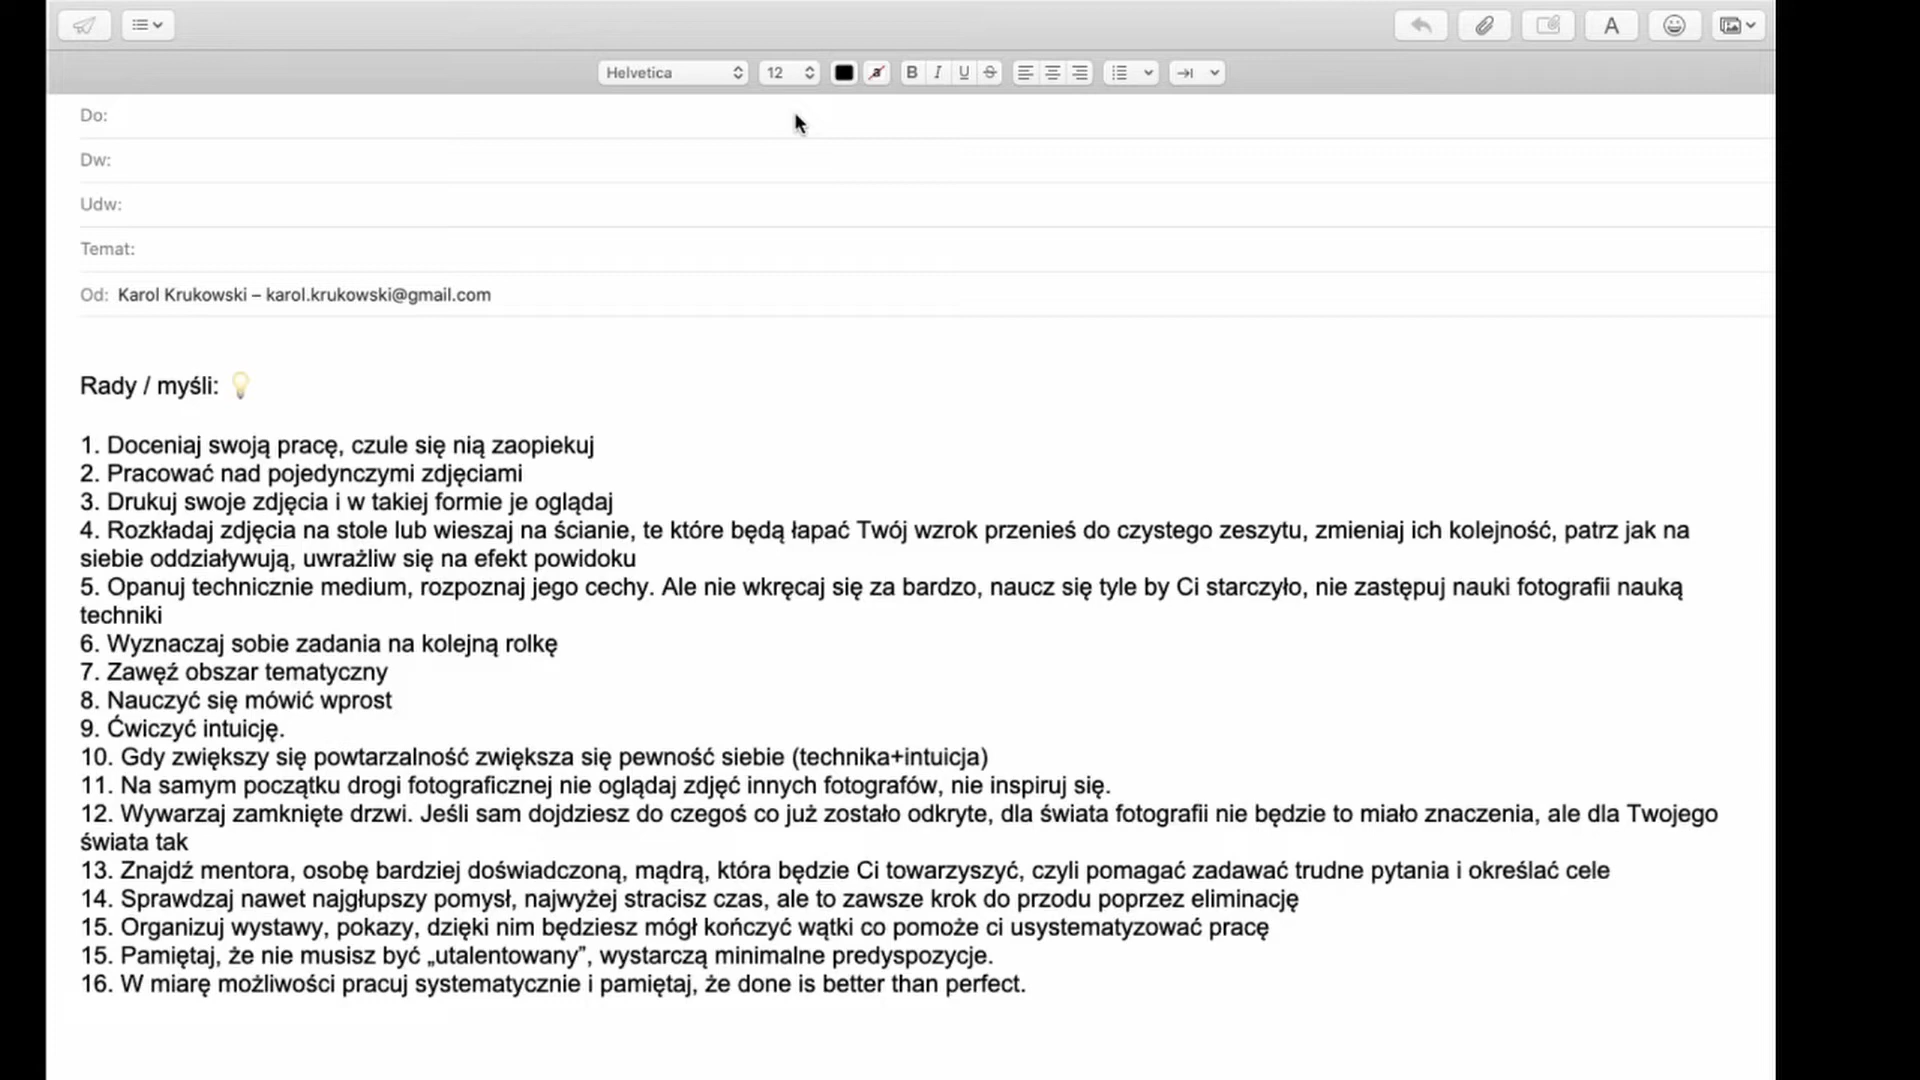 Helvetica 12 B I U S
A
Do:
Dw:
Udw:
Temat:
Od: Karol Krukowski – karol.krukowski@gmail.com
Rady / myśli: 💡
1. Doceniaj swoją pracę, czule się nią zaopiekuj
2. Pracować nad pojedynczymi zdjęciami
3. Drukuj swoje zdjęcia i w takiej formie je oglądaj
4. Rozkładaj zdjęcia na stole lub wieszaj na ścianie, te które będą łapać Twój wzrok przenieś do czystego zeszytu, zmieniaj ich kolejność, patrz jak na
siebie oddziaływują, uwrażliw się na efekt powidoku
5. Opanuj technicznie medium, rozpoznaj jego cechy. Ale nie wkręcaj się za bardzo, naucz się tyle by Ci starczyło, nie zastępuj nauki fotografii nauką
techniki
6. Wyznaczaj sobie zadania na kolejną rolkę
7. Zawęź obszar tematyczny
8. Nauczyć się mówić wprost
9. Ćwiczyć intuicję.
10. Gdy zwiększy się powtarzalność zwiększa się pewność siebie (technika+intuicja)
11. Na samym początku drogi fotograficznej nie oglądaj zdjęć innych fotografów, nie inspiruj się.
12. Wywarzaj zamknięte drzwi. Jeśli sam dojdziesz do czegoś co już zostało odkryte, dla świata fotografii nie będzie to miało znaczenia, ale dla Twojego
świata tak
13. Znajdź mentora, osobę bardziej doświadczoną, mądrą, która będzie Ci towarzyszyć, czyli pomagać zadawać trudne pytania i określać cele
14. Sprawdzaj nawet najgłupszy pomysł, najwyżej stracisz czas, ale to zawsze krok do przodu poprzez eliminację
15. Organizuj wystawy, pokazy, dzięki nim będziesz mógł kończyć wątki co pomoże ci usystematyzować pracę
15. Pamiętaj, że nie musisz być „utalentowany”, wystarczą minimalne predyspozycje.
16. W miarę możliwości pracuj systematycznie i pamiętaj, że done is better than perfect.